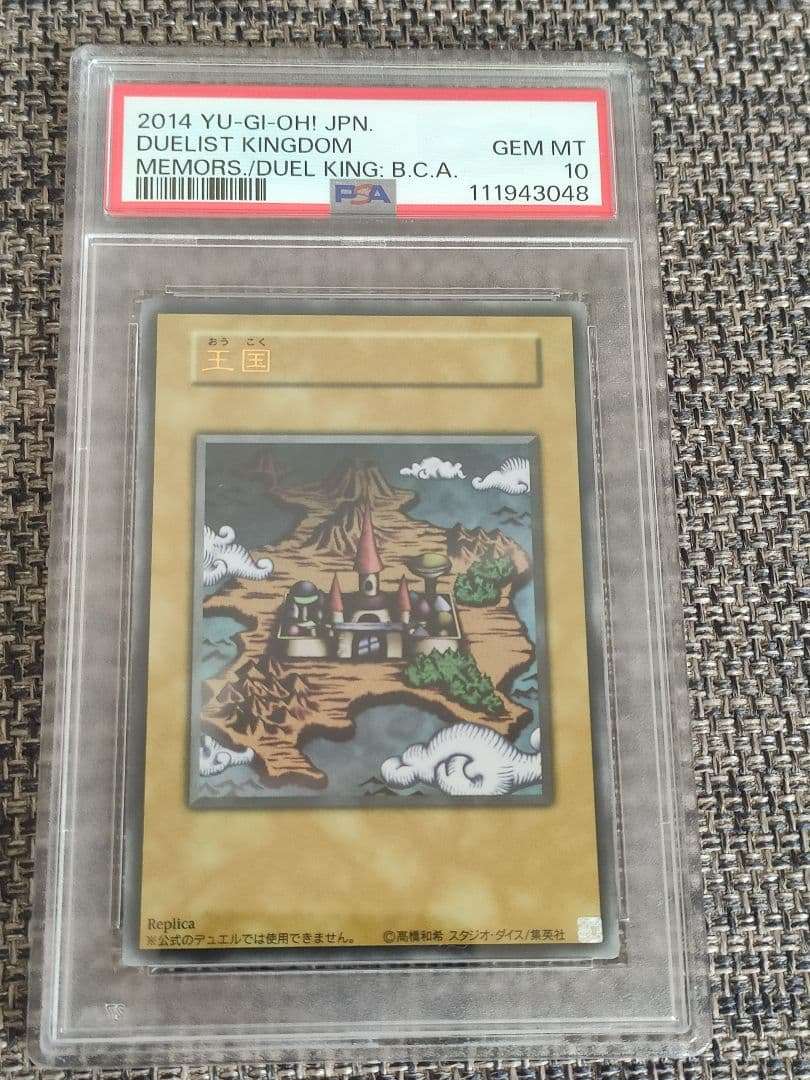 2014 YU-GI-OH! JPN.
DUELIST KINGDOM GEM MT
MEMORS./DUEL KING: B.C.A. 10
PSA 111943048
おう こく
王国
Replica
※公式のデュエルでは使用できません。 ©高橋和希 スタジオ・ダイス/集英社